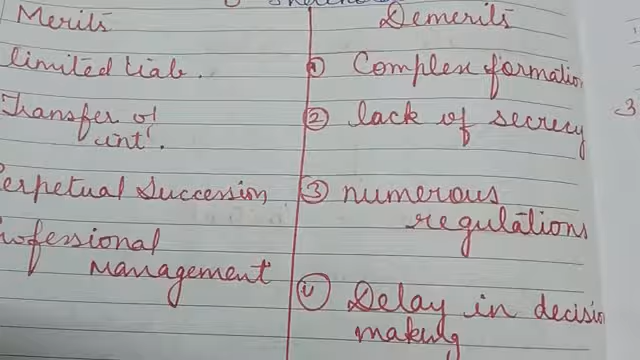 Merits
Demerits
limited liab.
① Complex formation
Transfer of
int'.
② lack of secrecy
Perpetual Succession
③ numerous
regulations
Professional
management
Delay in decision
making
3